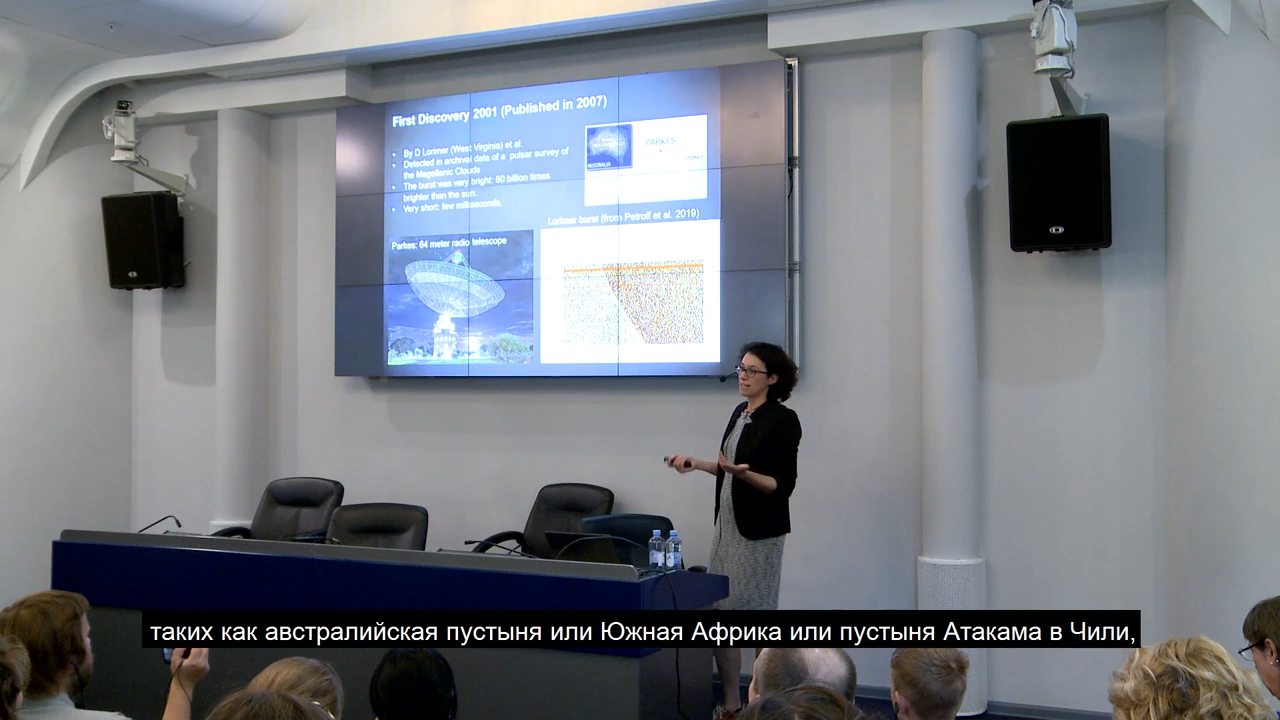 First Discovery 2001 (Published in 2007)
• By D Lorimer (West Virginia) et al.
• Detected in archival data of a pulsar survey of
the Magellanic Clouds
• The burst was very bright: 60 billion times
brighter than the sun.
• Very short: few milliseconds.
AUSTRALIA
PARKES
Lorimer burst (from Petroff et al. 2019)
Parkes: 64 meter radio telescope
таких как австралийская пустыня или Южная Африка или пустыня Атакама в Чили,